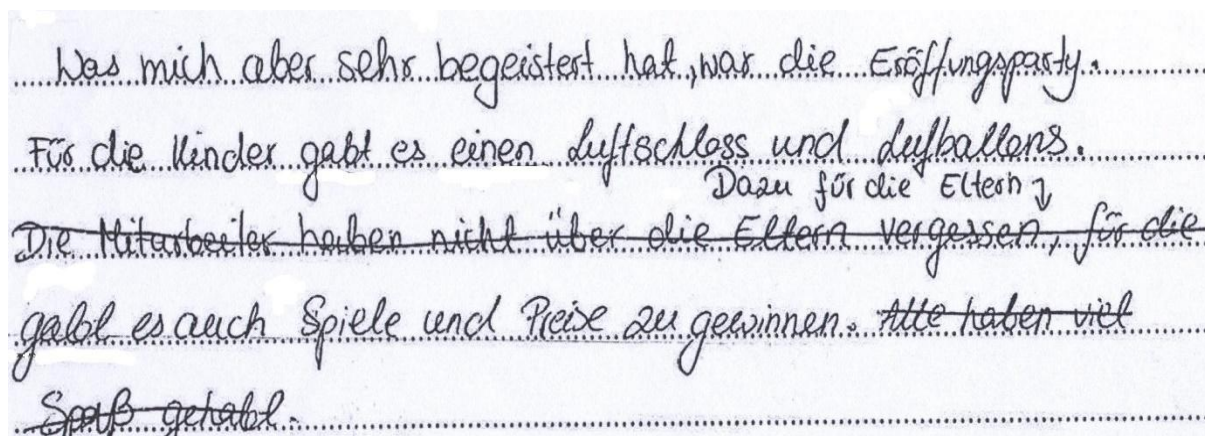 Was mich aber sehr begeistert hat, war die Eröffungsparty.
Für die Kinder gabt es einen Luftschloss und Lufballons.
Dazu für die Eltern
Die Mitarbeiter haben nicht über die Eltern vergessen, für die
gabt es auch Spiele und Preise zu gewinnen. Alle haben viel
Spaß gehabt.